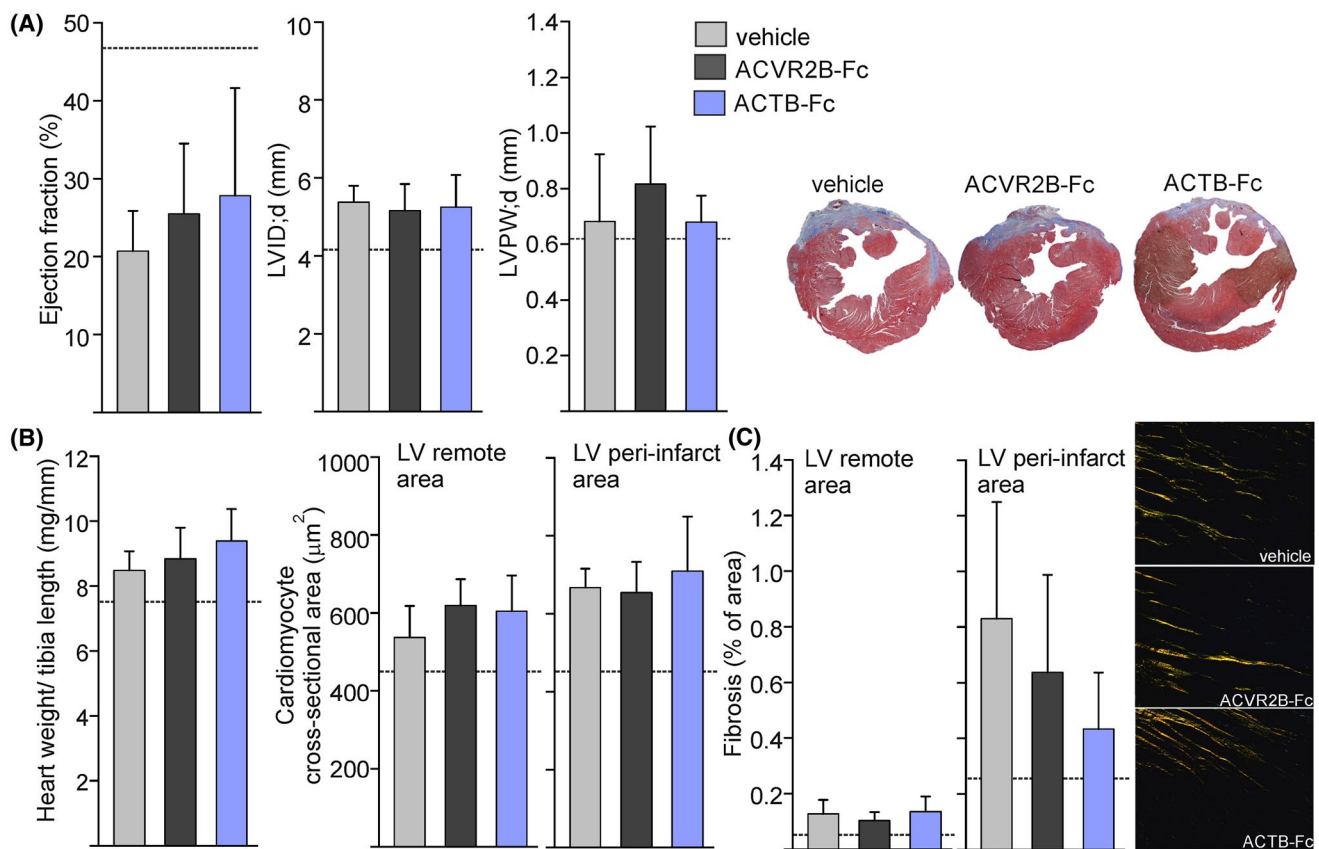 (A)
50
40
30
20
10
Ejection fraction (%)
10
8
6
4
2
LVID;d (mm)
1.4
1.2
1.0
0.8
0.6
0.4
0.2
LVPW;d (mm)
vehicle
ACVR2B-Fc
ACTB-Fc
vehicle
ACVR2B-Fc
ACTB-Fc
(B)
12
10
8
6
4
2
Heart weight/ tibia length (mg/mm)
LV remote
area
LV peri-infarct
area
1000
800
600
400
200
Cardiomyocyte
cross-sectional area (μm²)
(C)
LV remote
area
LV peri-infarct
area
1.4
1.2
1.0
0.8
0.6
0.4
0.2
Fibrosis (% of area)
vehicle
ACVR2B-Fc
ACTB-Fc